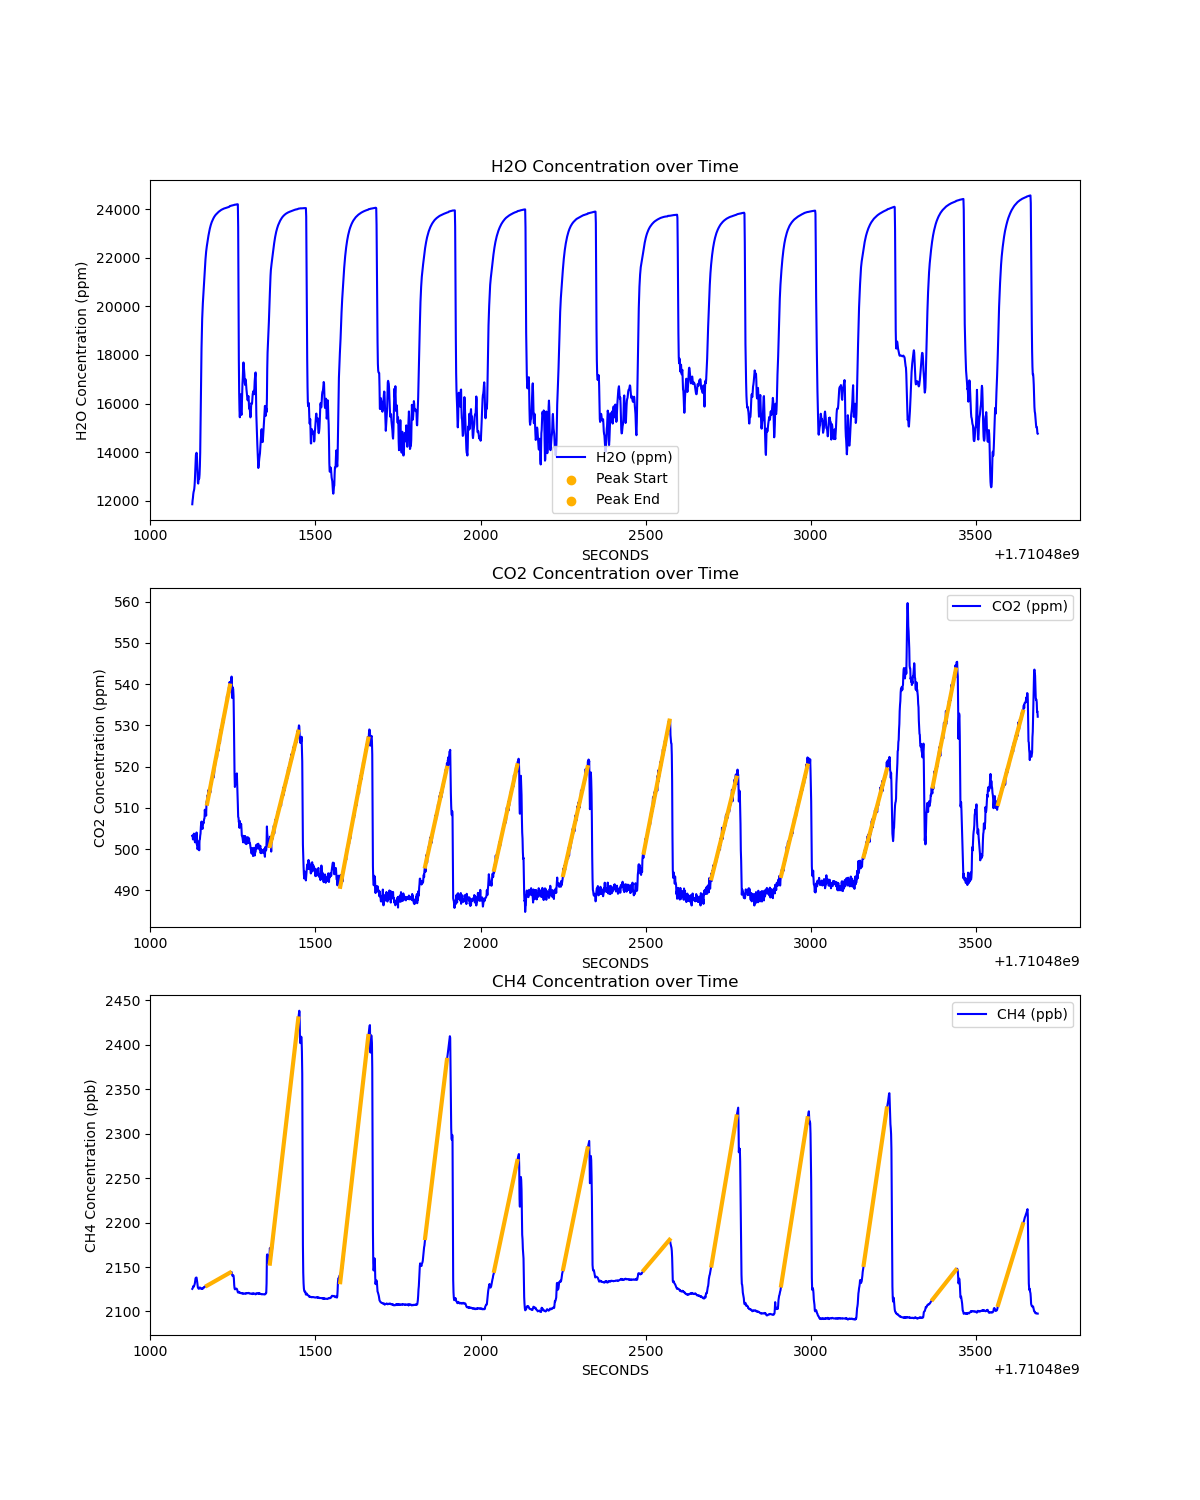 H2O Concentration over Time
H2O Concentration (ppm)
24000
22000
20000
18000
16000
14000
12000
H2O (ppm)
Peak Start
Peak End
1000 1500 2000 2500 3000 3500
SECONDS
+1.71048e9
CO2 Concentration over Time
CO2 Concentration (ppm)
560
550
540
530
520
510
500
490
CO2 (ppm)
1000 1500 2000 2500 3000 3500
SECONDS
+1.71048e9
CH4 Concentration over Time
CH4 Concentration (ppb)
2450
2400
2350
2300
2250
2200
2150
2100
CH4 (ppb)
1000 1500 2000 2500 3000 3500
SECONDS
+1.71048e9